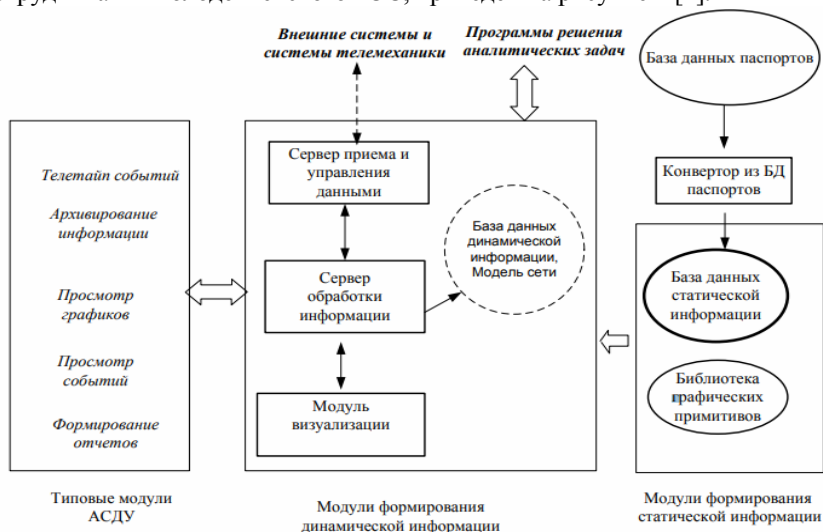 Внешние системы и
системы телемеханики
Программы решения
аналитических задач
База данных паспортов
Телетайп событий
Архивирование
информации
Просмотр
графиков
Просмотр
событий
Формирование
отчетов
Сервер приема и
управления
данными
Сервер
обработки
информации
Модуль
визуализации
База данных
динамической
информации,
Модель сети
Конвертор из БД
паспортов
База данных
статической
информации
Библиотека
графических
примитивов
Типовые модули
АСДУ
Модули формирования
динамической информации
Модули формирования
статической информации